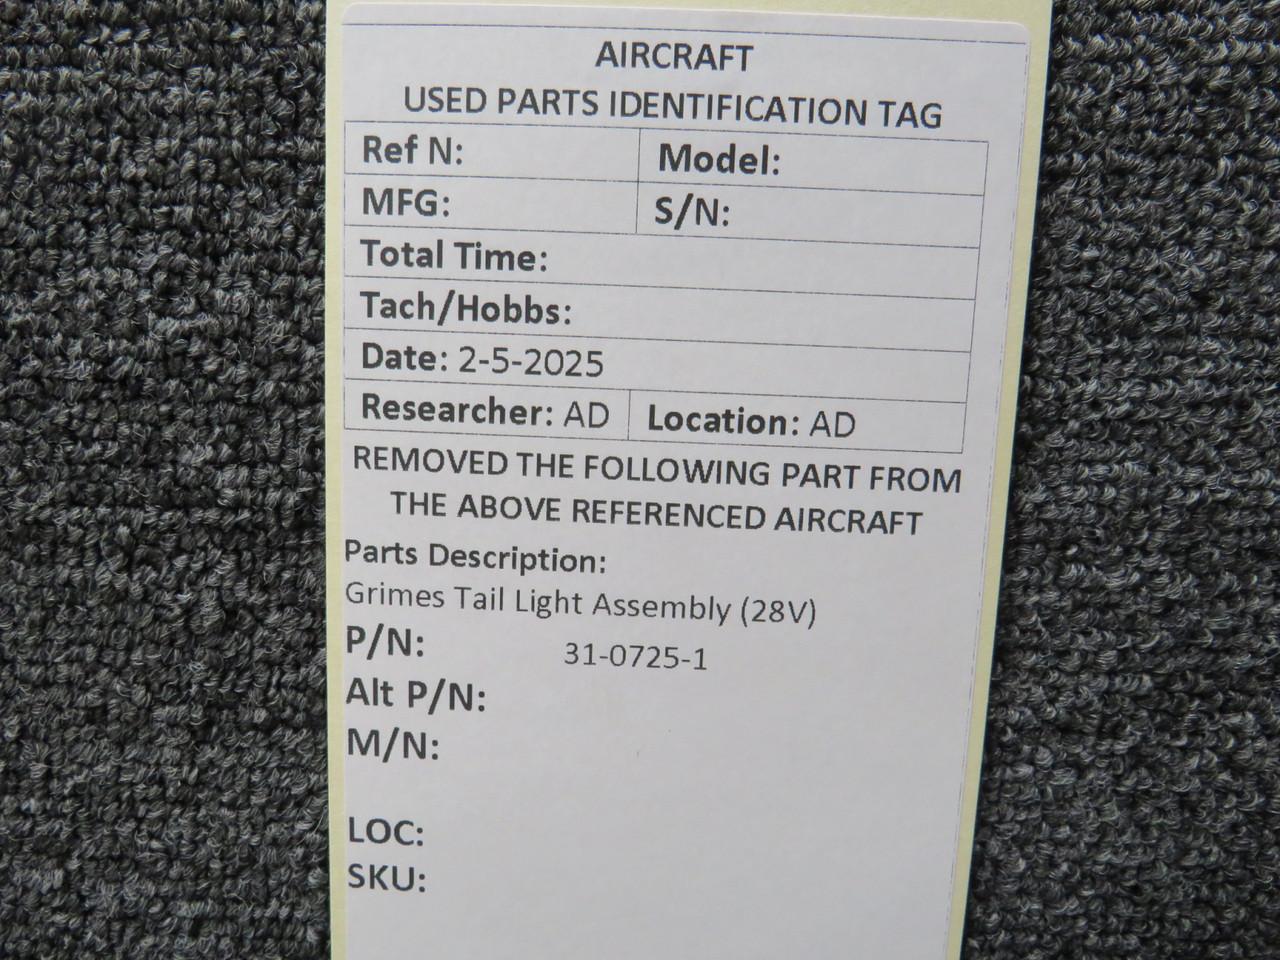 AIRCRAFT
USED PARTS IDENTIFICATION TAG
Ref N: Model:
MFG: S/N:
Total Time:
Tach/Hobbs:
Date: 2-5-2025
Researcher: AD Location: AD
REMOVED THE FOLLOWING PART FROM
THE ABOVE REFERENCED AIRCRAFT
Parts Description:
Grimes Tail Light Assembly (28V)
P/N: 31-0725-1
Alt P/N:
M/N:
LOC:
SKU: